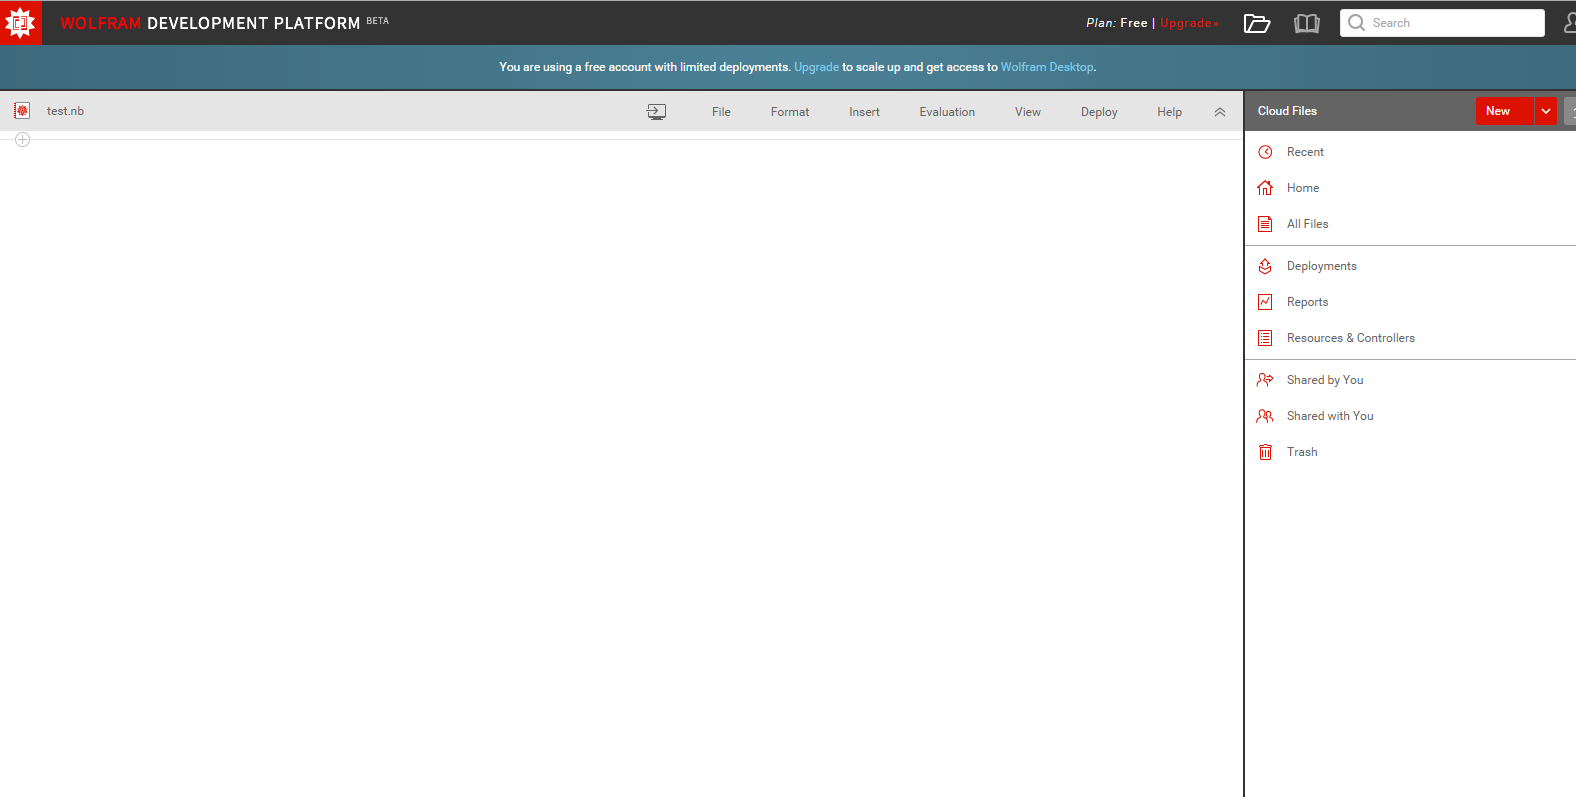 WOLFRAM DEVELOPMENT PLATFORM BETA
Plan: Free | Upgrade»
Search
You are using a free account with limited deployments. Upgrade to scale up and get access to Wolfram Desktop.
test.nb
File Format Insert Evaluation View Deploy Help
Cloud Files
New
Recent
Home
All Files
Deployments
Reports
Resources & Controllers
Shared by You
Shared with You
Trash